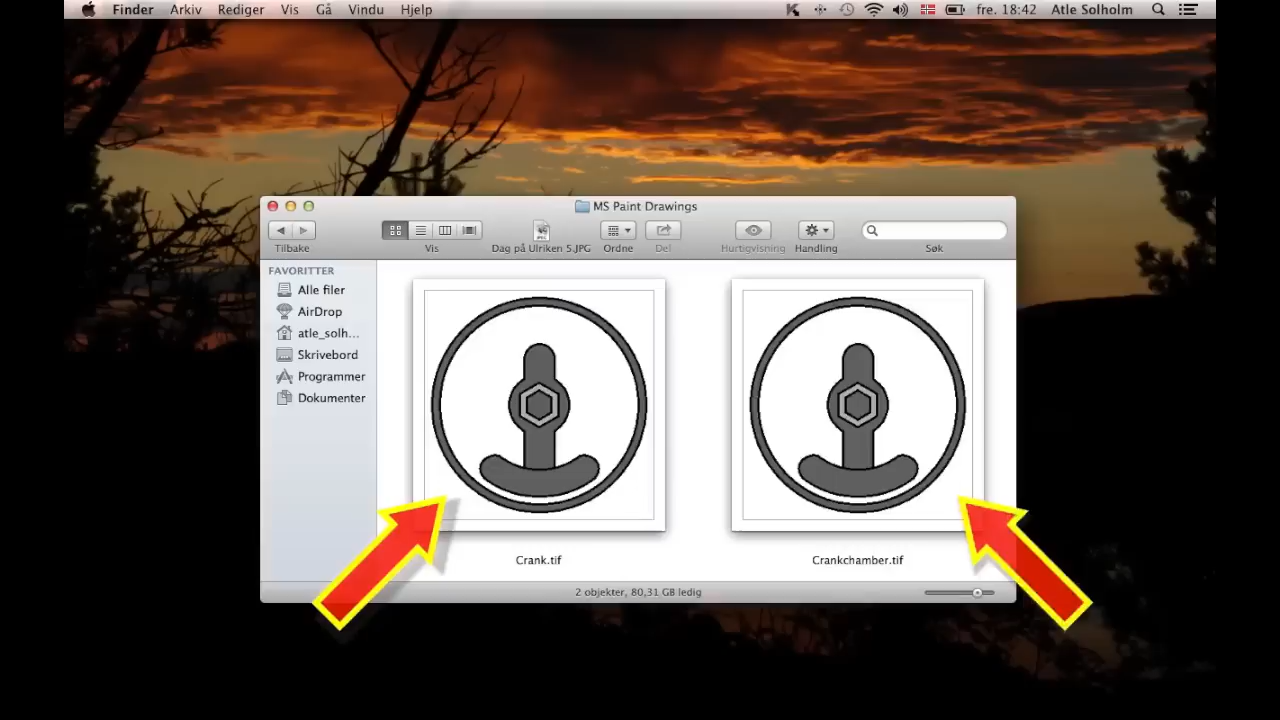 Finder Arkiv Rediger Vis Gå Vindu Hjelp fre. 18:42 Atle Solholm
MS Paint Drawings
Tilbake Vis Dag på Ulriken 5.JPG Ordne Del Hurtigvisning Handling Søk
FAVORITTER
Alle filer
AirDrop
atle_solh...
Skrivebord
Programmer
Dokumenter
Crank.tif Crankchamber.tif
2 objekter, 80,31 GB ledig